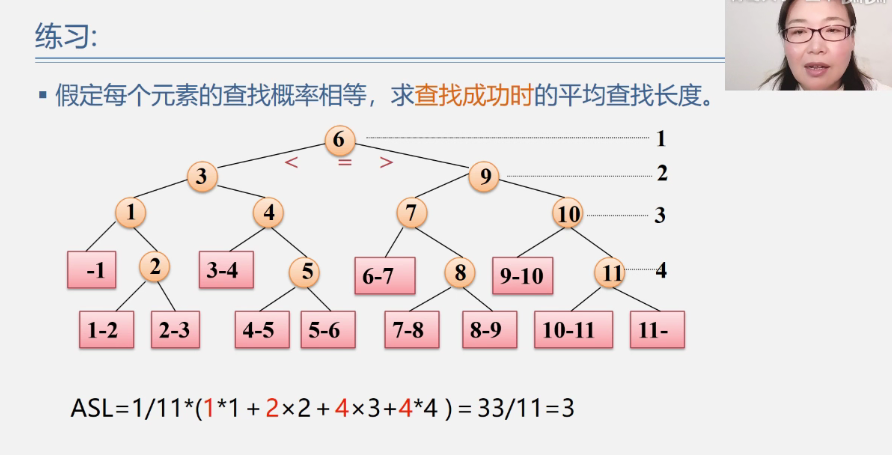 练习:
▪ 假定每个元素的查找概率相等，求查找成功时的平均查找长度。
6 1
< = >
3 9 2
1 4 7 10 3
-1 2 3-4 5 6-7 8 9-10 11 4
1-2 2-3 4-5 5-6 7-8 8-9 10-11 11-
ASL=1/11*(1*1＋2×2＋4×3+4*4 )＝33/11=3